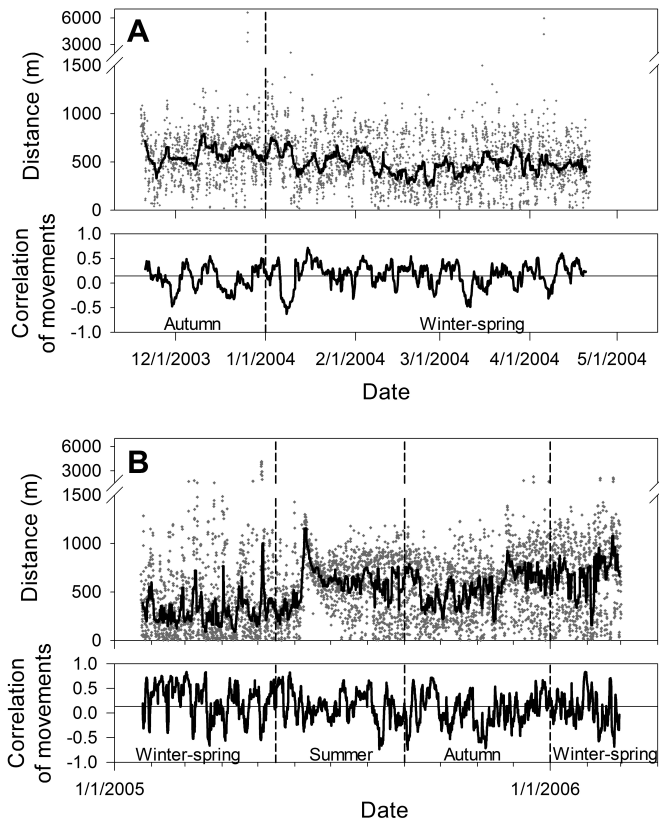 A
6000
3000
1500
1000
500
0
Distance (m)
1.0
0.5
0.0
-0.5
-1.0
Correlation
of movements
Autumn
Winter-spring
12/1/2003 1/1/2004 2/1/2004 3/1/2004 4/1/2004 5/1/2004
Date
B
6000
3000
1500
1000
500
0
Distance (m)
1.0
0.5
0.0
-0.5
-1.0
Correlation
of movements
Winter-spring
Summer
Autumn
Winter-spring
1/1/2005 1/1/2006
Date